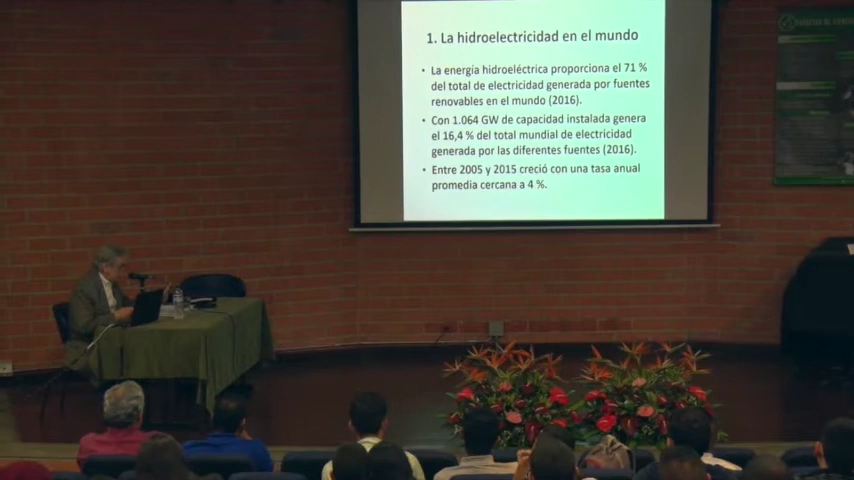 1. La hidroelectricidad en el mundo
• La energía hidroeléctrica proporciona el 71 %
del total de electricidad generada por fuentes
renovables en el mundo (2016).
• Con 1.064 GW de capacidad instalada genera
el 16,4 % del total mundial de electricidad
generada por las diferentes fuentes (2016).
• Entre 2005 y 2015 creció con una tasa anual
promedia cercana a 4 %.